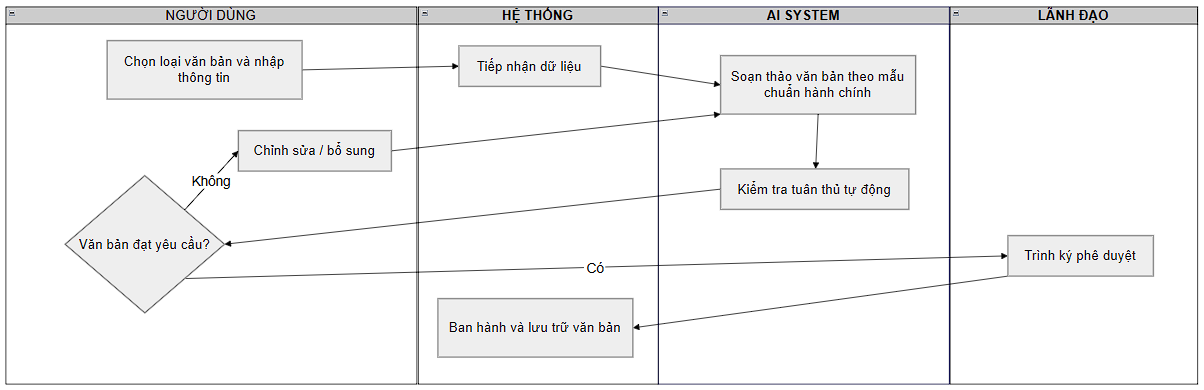 NGƯỜI DÙNG
HỆ THỐNG
AI SYSTEM
LÃNH ĐẠO
Chọn loại văn bản và nhập
thông tin
Tiếp nhận dữ liệu
Soạn thảo văn bản theo mẫu
chuẩn hành chính
Chỉnh sửa / bổ sung
Không
Kiểm tra tuân thủ tự động
Văn bản đạt yêu cầu?
Có
Trình ký phê duyệt
Ban hành và lưu trữ văn bản